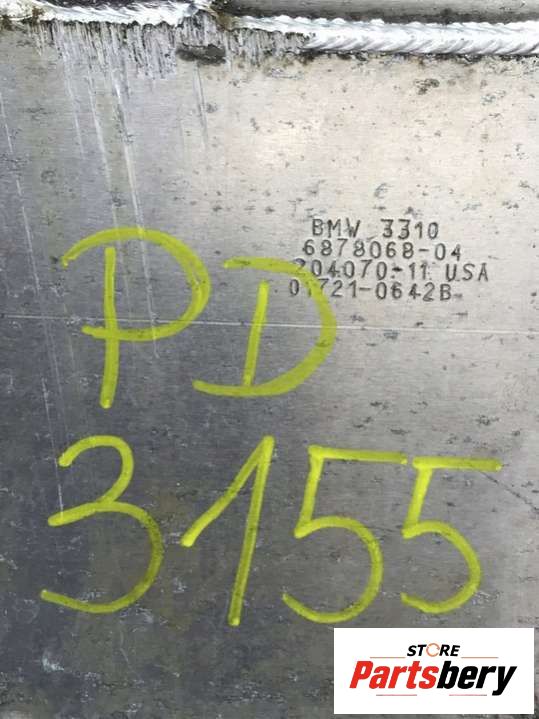 BMW 3310
6878068-04
204070-11 USA
01721-0642B
PD
3155
STORE
Partsbery